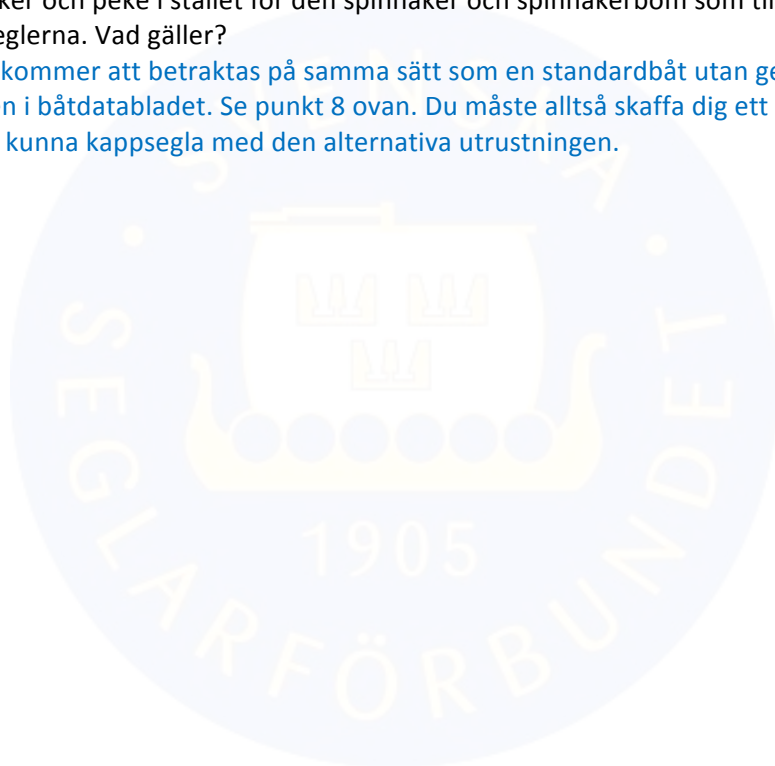 ker och peke i stället för den spinnaker och spinnakerbom som til
eglerna. Vad gäller?
kommer att betraktas på samma sätt som en standardbåt utan ge
n i båtdatabladet. Se punkt 8 ovan. Du måste alltså skaffa dig ett
kunna kappsegla med den alternativa utrustningen.
SVENSKA
SEGLARFÖRBUNDET
1905